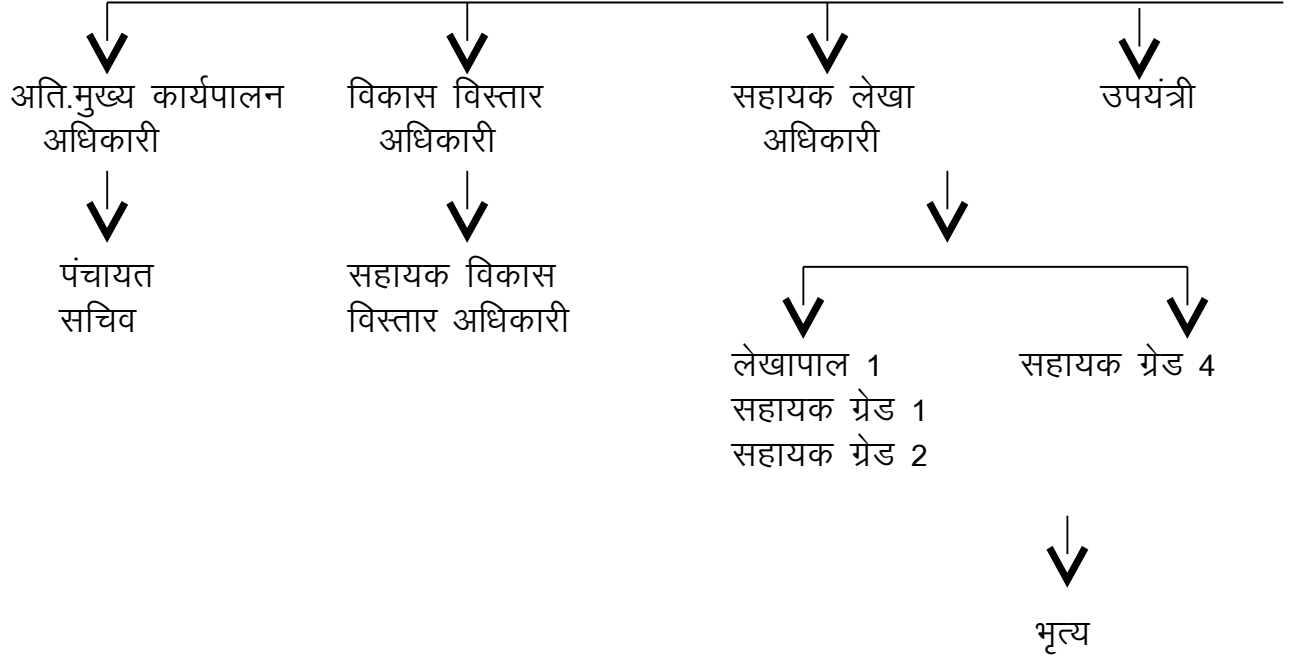 अति.मुख्य कार्यपालन
अधिकारी
विकास विस्तार
अधिकारी
सहायक लेखा
अधिकारी
उपयंत्री
पंचायत
सचिव
सहायक विकास
विस्तार अधिकारी
लेखापाल 1
सहायक ग्रेड 1
सहायक ग्रेड 2
सहायक ग्रेड 4
भृत्य